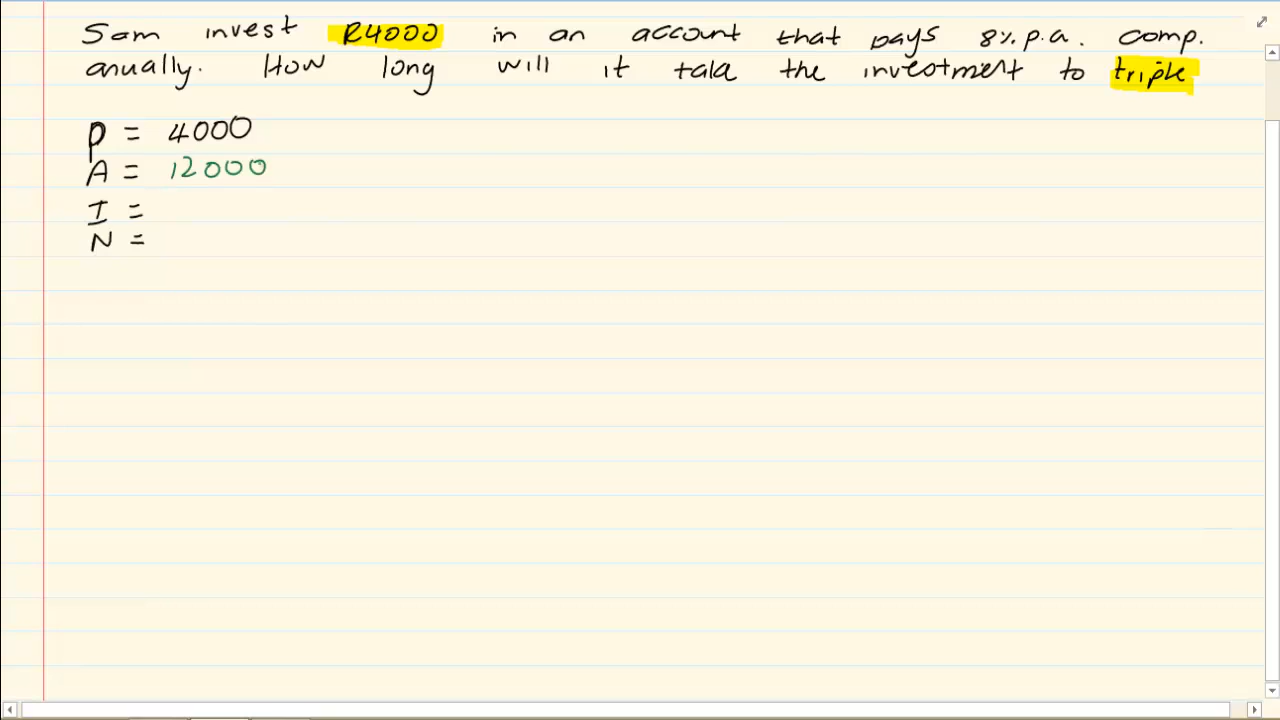 Sam invest R4000 in an account that pays 8% p.a. comp.
anually. How long will it take the investment to triple
P = 4000
A = 12000
I =
N =